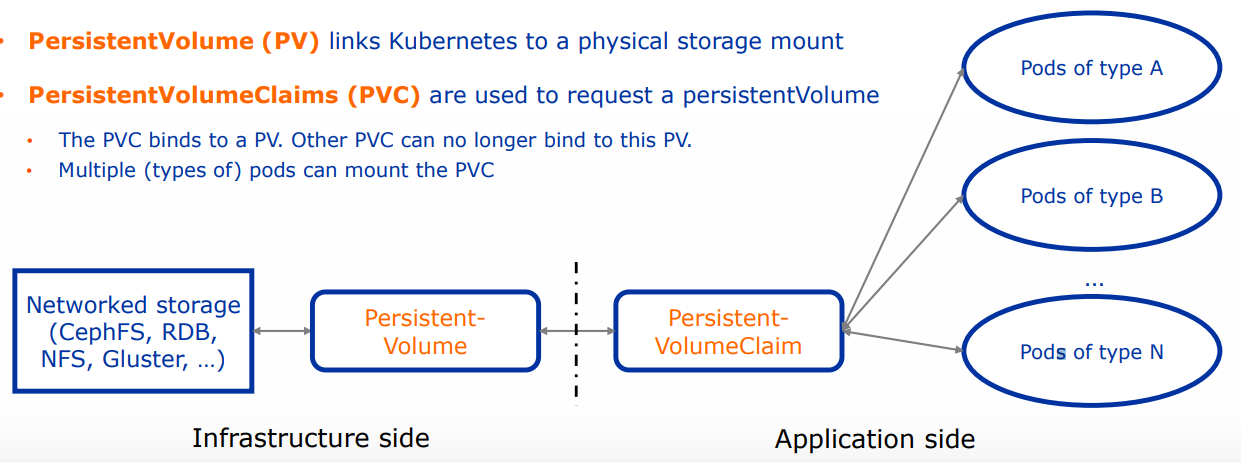 • PersistentVolume (PV) links Kubernetes to a physical storage mount
• PersistentVolumeClaims (PVC) are used to request a persistentVolume
• The PVC binds to a PV. Other PVC can no longer bind to this PV.
• Multiple (types of) pods can mount the PVC
Networked storage
(CephFS, RDB,
NFS, Gluster, ...)
Persistent-
Volume
Persistent-
VolumeClaim
Pods of type A
Pods of type B
...
Pods of type N
Infrastructure side
Application side